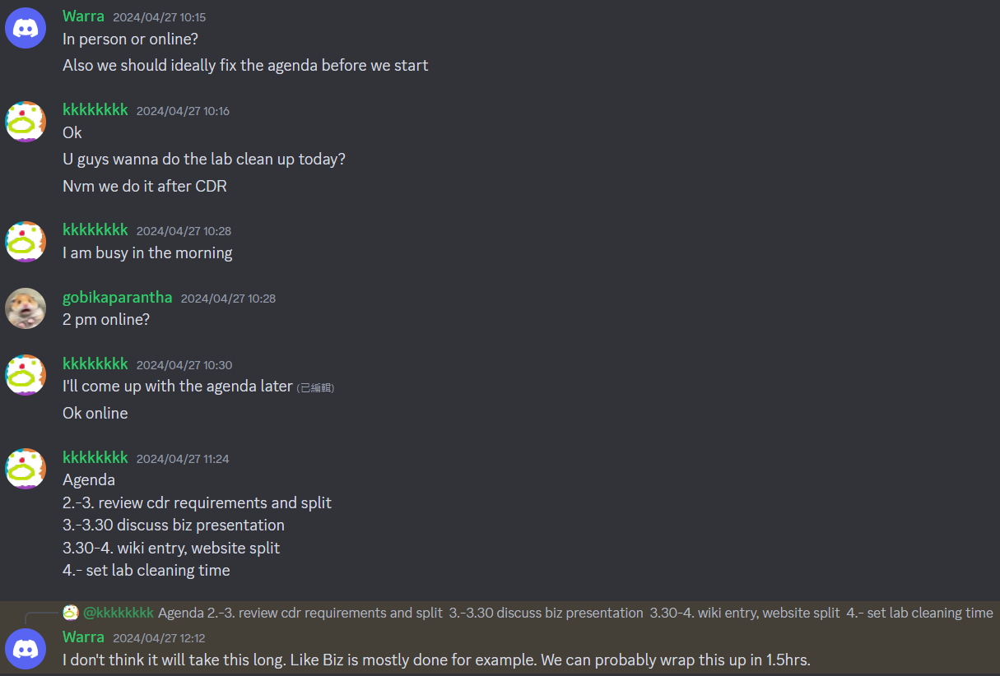 Warra 2024/04/27 10:15
In person or online?
Also we should ideally fix the agenda before we start
kkkkkkkk 2024/04/27 10:16
Ok
U guys wanna do the lab clean up today?
Nvm we do it after CDR
kkkkkkkk 2024/04/27 10:28
I am busy in the morning
gobikaparantha 2024/04/27 10:28
2 pm online?
kkkkkkkk 2024/04/27 10:30
I'll come up with the agenda later (已編輯)
Ok online
kkkkkkkk 2024/04/27 11:24
Agenda
2.-3. review cdr requirements and split
3.-3.30 discuss biz presentation
3.30-4. wiki entry, website split
4.- set lab cleaning time
@kkkkkkkk Agenda 2.-3. review cdr requirements and split 3.-3.30 discuss biz presentation 3.30-4. wiki entry, website split 4.- set lab cleaning time
Warra 2024/04/27 12:12
I don't think it will take this long. Like Biz is mostly done for example. We can probably wrap this up in 1.5hrs.